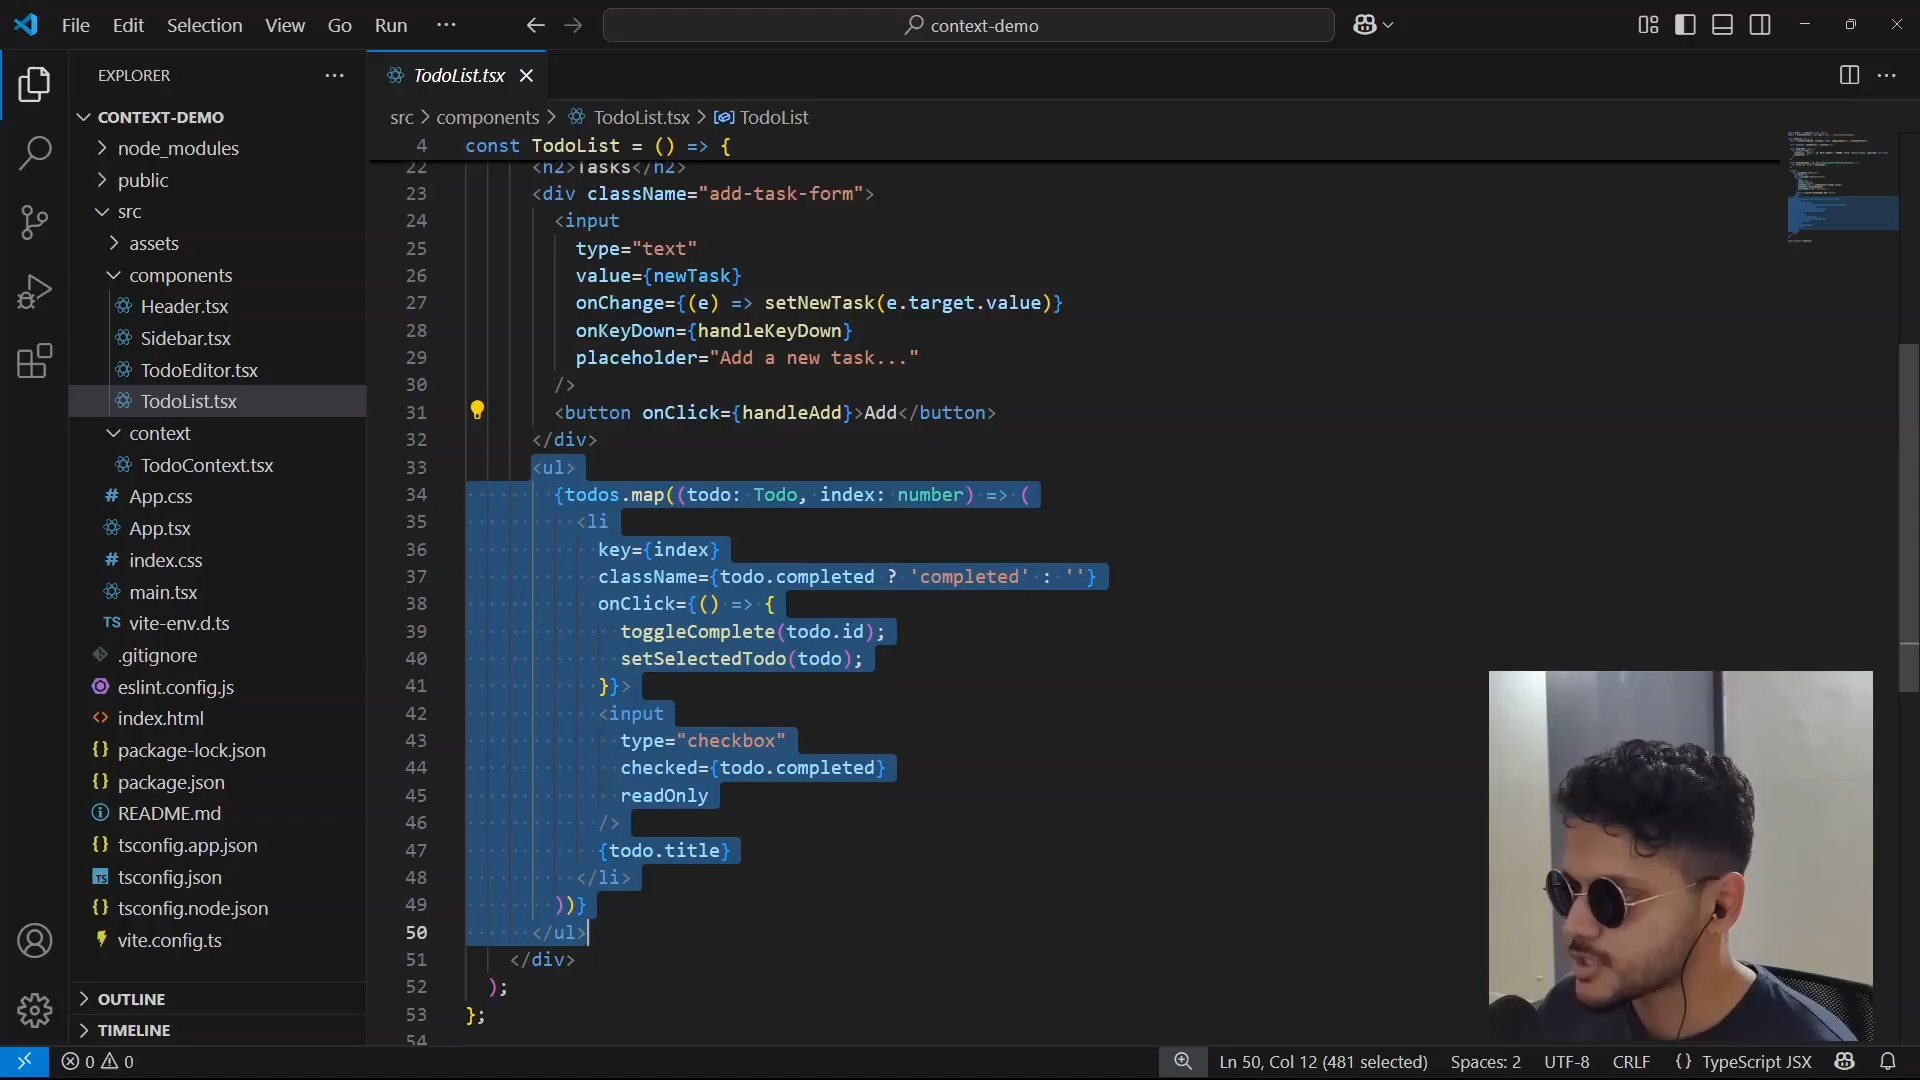 File Edit Selection View Go Run ··· context-demo
EXPLORER ···
CONTEXT-DEMO
node_modules
public
src
assets
components
Header.tsx
Sidebar.tsx
TodoEditor.tsx
TodoList.tsx
context
TodoContext.tsx
App.css
App.tsx
index.css
main.tsx
TS vite-env.d.ts
.gitignore
eslint.config.js
index.html
package-lock.json
package.json
README.md
tsconfig.app.json
TS tsconfig.json
tsconfig.node.json
vite.config.ts
OUTLINE
TIMELINE
TodoList.tsx
src > components > TodoList.tsx > TodoList
4 const TodoList = () => {
22 <h2>Tasks</h2>
23 <div className="add-task-form">
24 <input
25 type="text"
26 value={newTask}
27 onChange={(e) => setNewTask(e.target.value)}
28 onKeyDown={handleKeyDown}
29 placeholder="Add a new task..."
30 />
31 <button onClick={handleAdd}>Add</button>
32 </div>
33 <ul>
34 {todos.map((todo: Todo, index: number) => (
35 <li
36 key={index}
37 className={todo.completed ? 'completed' : ''}
38 onClick={() => {
39 toggleComplete(todo.id);
40 setSelectedTodo(todo);
41 }}>
42 <input
43 type="checkbox"
44 checked={todo.completed}
45 readOnly
46 />
47 {todo.title}
48 </li>
49 ))}
50 </ul>
51 </div>
52 );
53 };
54
0 0 Ln 50, Col 12 (481 selected) Spaces: 2 UTF-8 CRLF {} TypeScript JSX